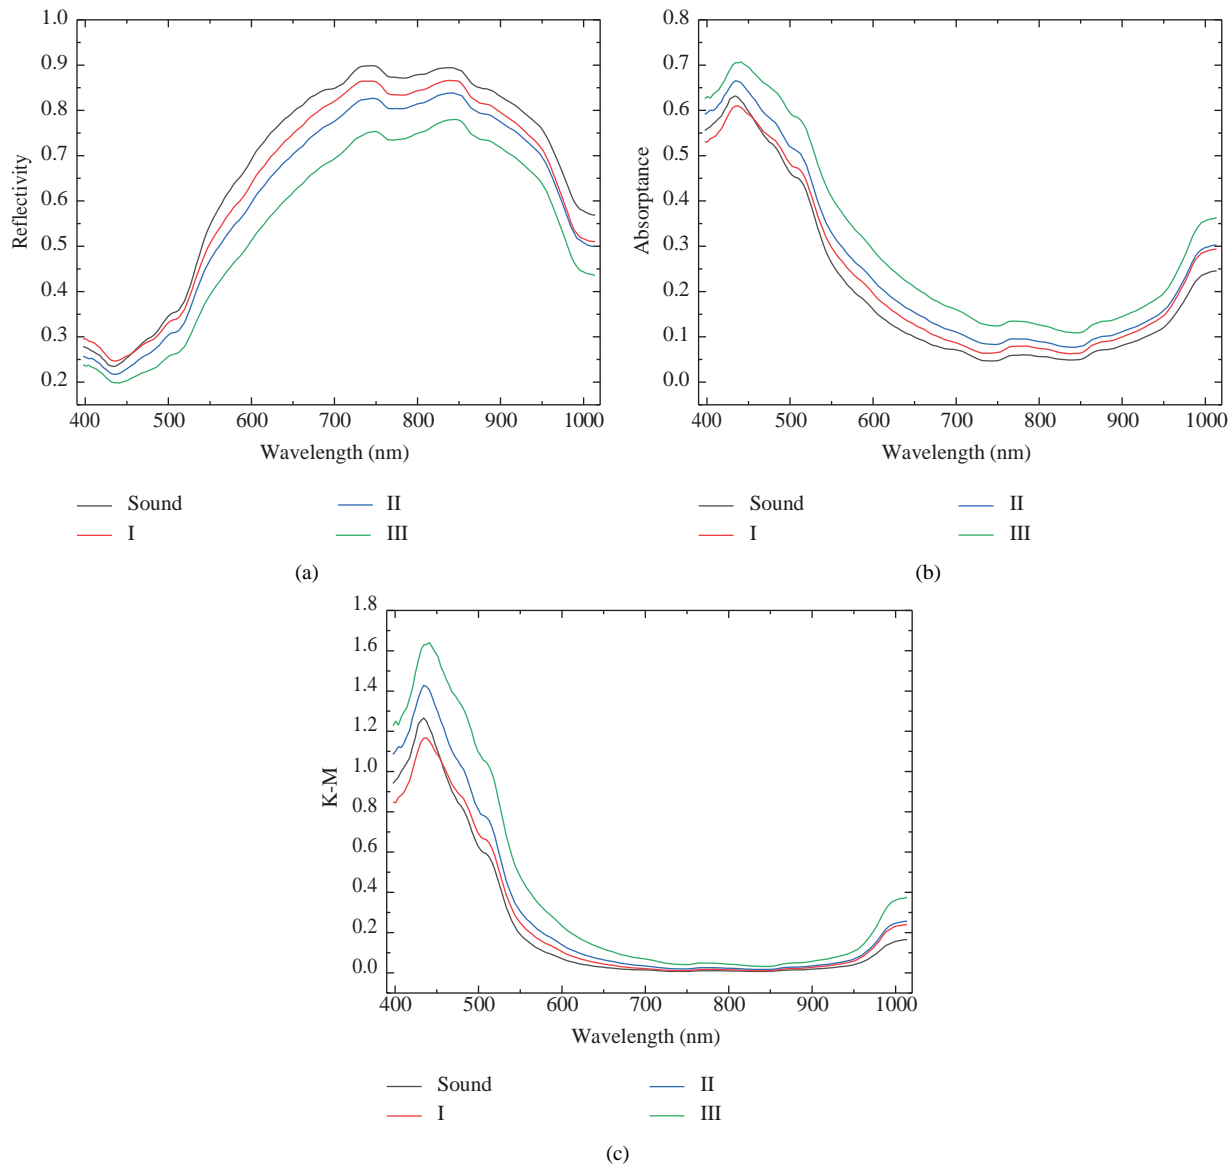 (a)
Reflectivity
1.0
0.9
0.8
0.7
0.6
0.5
0.4
0.3
0.2
400 500 600 700 800 900 1000
Wavelength (nm)
Sound II
I III
(a)
Absorptance
0.8
0.7
0.6
0.5
0.4
0.3
0.2
0.1
0.0
400 500 600 700 800 900 1000
Wavelength (nm)
Sound II
I III
(b)
K-M
1.8
1.6
1.4
1.2
1.0
0.8
0.6
0.4
0.2
0.0
400 500 600 700 800 900 1000
Wavelength (nm)
Sound II
I III
(c)